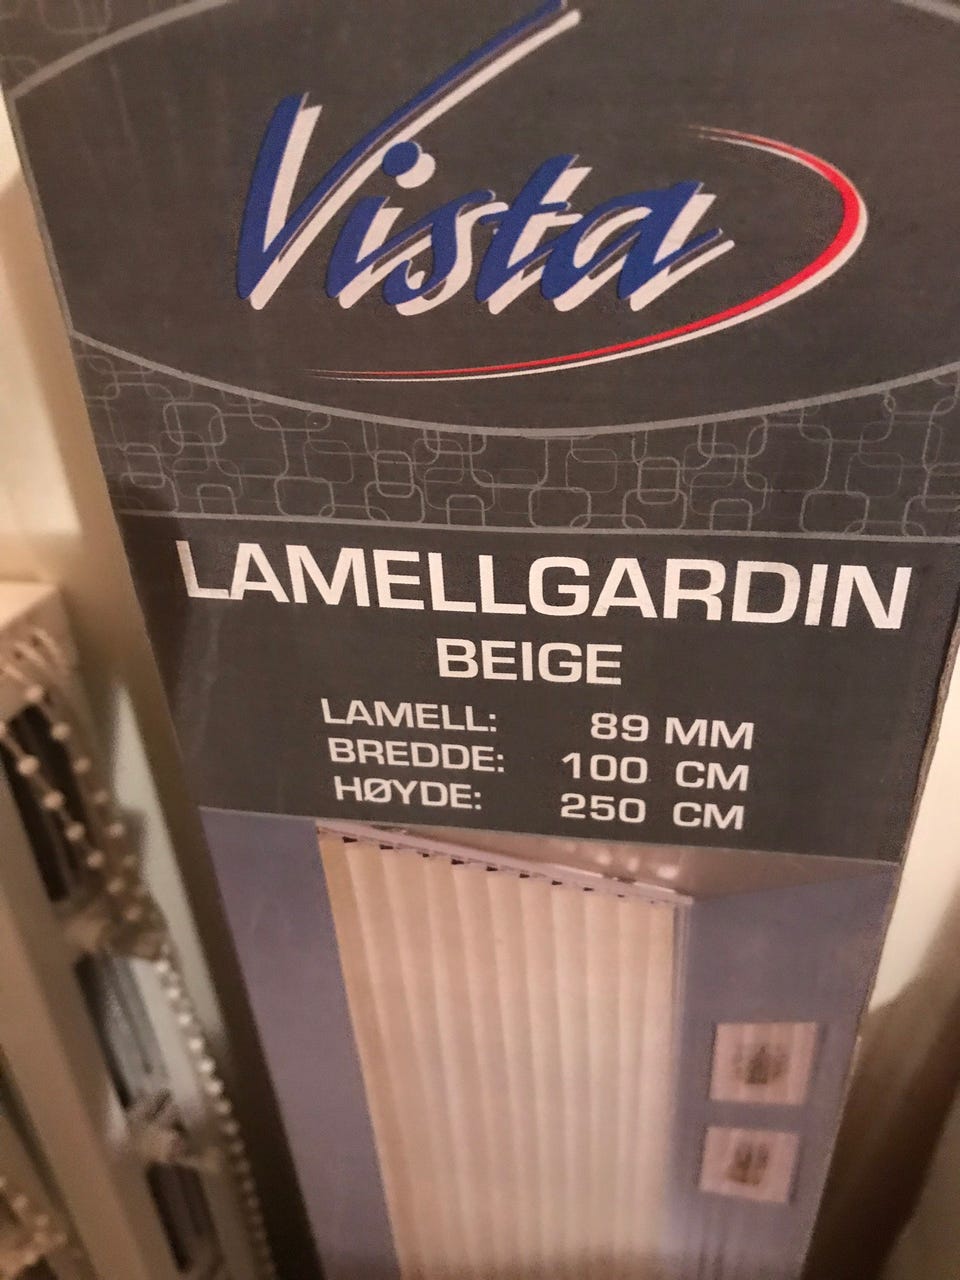 Vista
LAMELLGARDIN
BEIGE
LAMELL: 89 MM
BREDDE: 100 CM
HØYDE: 250 CM